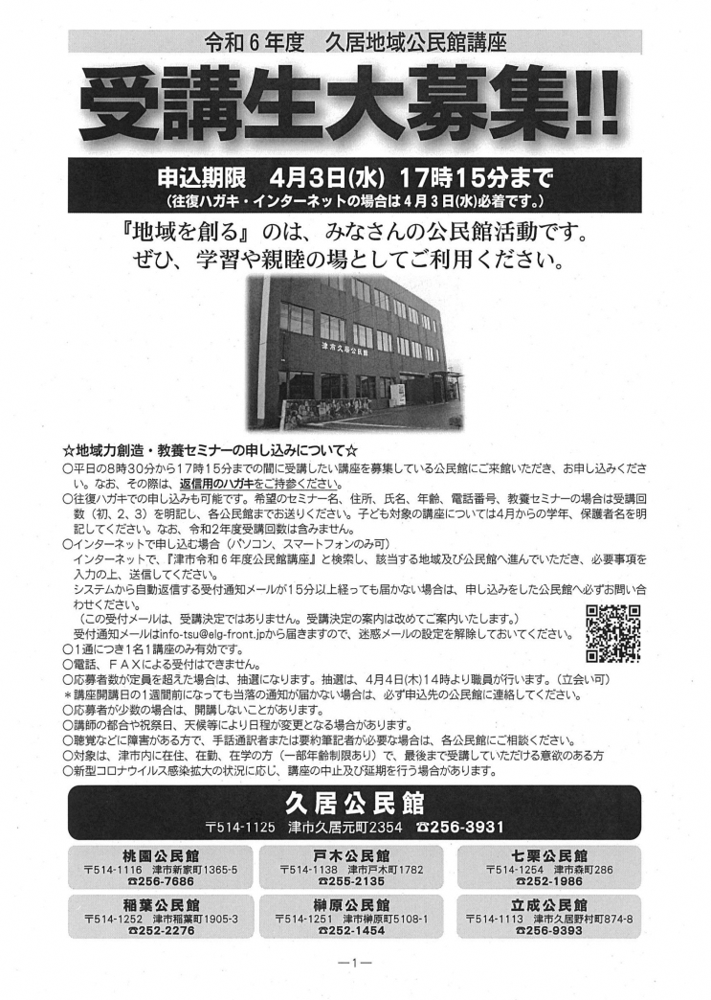 令和６年度　久居地域公民館講座
受講生大募集!!
申込期限　4月3日(水) 17時15分まで
（往復ハガキ・インターネットの場合は４月３日(水)必着です。）
『地域を創る』のは、みなさんの公民館活動です。
ぜひ、学習や親睦の場としてご利用ください。
津市久居公民館
☆地域力創造・教養セミナーの申し込みについて☆
○平日の8時30分から17時15分までの間に受講したい講座を募集している公民館にご来館いただき、お申し込みくださ
い。なお、その際は、返信用のハガキをご持参ください。
○往復ハガキでの申し込みも可能です。希望のセミナー名、住所、氏名、年齢、電話番号、教養セミナーの場合は受講回
数（初、2、3）を明記し、各公民館までお送りください。子ども対象の講座については4月からの学年、保護者名を明
記してください。なお、令和2年度受講回数は含みません。
○インターネットで申し込む場合（パソコン、スマートフォンのみ可）
インターネットで、『津市令和６年度公民館講座』と検索し、該当する地域及び公民館へ進んでいただき、必要事項を
入力の上、送信してください。
システムから自動返信する受付通知メールが15分以上経っても届かない場合は、申し込みをした公民館へ必ずお問い合
わせください。
（この受付メールは、受講決定ではありません。受講決定の案内は改めてご案内いたします。）
受付通知メールはinfo-tsu@elg-front.jpから届きますので、迷惑メールの設定を解除しておいてください。
○１通につき１名１講座のみ有効です。
○電話、ＦＡＸによる受付はできません。
○応募者数が定員を超えた場合は、抽選になります。抽選は、4月4日(木)14時より職員が行います。（立会い可）
＊講座開講日の1週間前になっても当落の通知が届かない場合は、必ず申込先の公民館に連絡してください。
○応募者が少数の場合は、開講しないことがあります。
○講師の都合や祝祭日、天候等により日程が変更となる場合があります。
○聴覚などに障害がある方で、手話通訳者または要約筆記者が必要な場合は、各公民館にご相談ください。
○対象は、津市内に在住、在勤、在学の方（一部年齢制限あり）で、最後まで受講していただける意欲のある方
○新型コロナウイルス感染拡大の状況に応じ、講座の中止及び延期を行う場合があります。
久居公民館
〒514-1125　津市久居元町2354　☎256-3931
桃園公民館
〒514-1116　津市新家町1365-5
☎256-7686
戸木公民館
〒514-1138　津市戸木町1782
☎255-2135
七栗公民館
〒514-1254　津市森町286
☎252-1986
稲葉公民館
〒514-1252　津市稲葉町1905-3
☎252-2276
榊原公民館
〒514-1251　津市榊原町5108-1
☎252-1454
立成公民館
〒514-1113　津市久居野村町874-8
☎256-9393
―１―